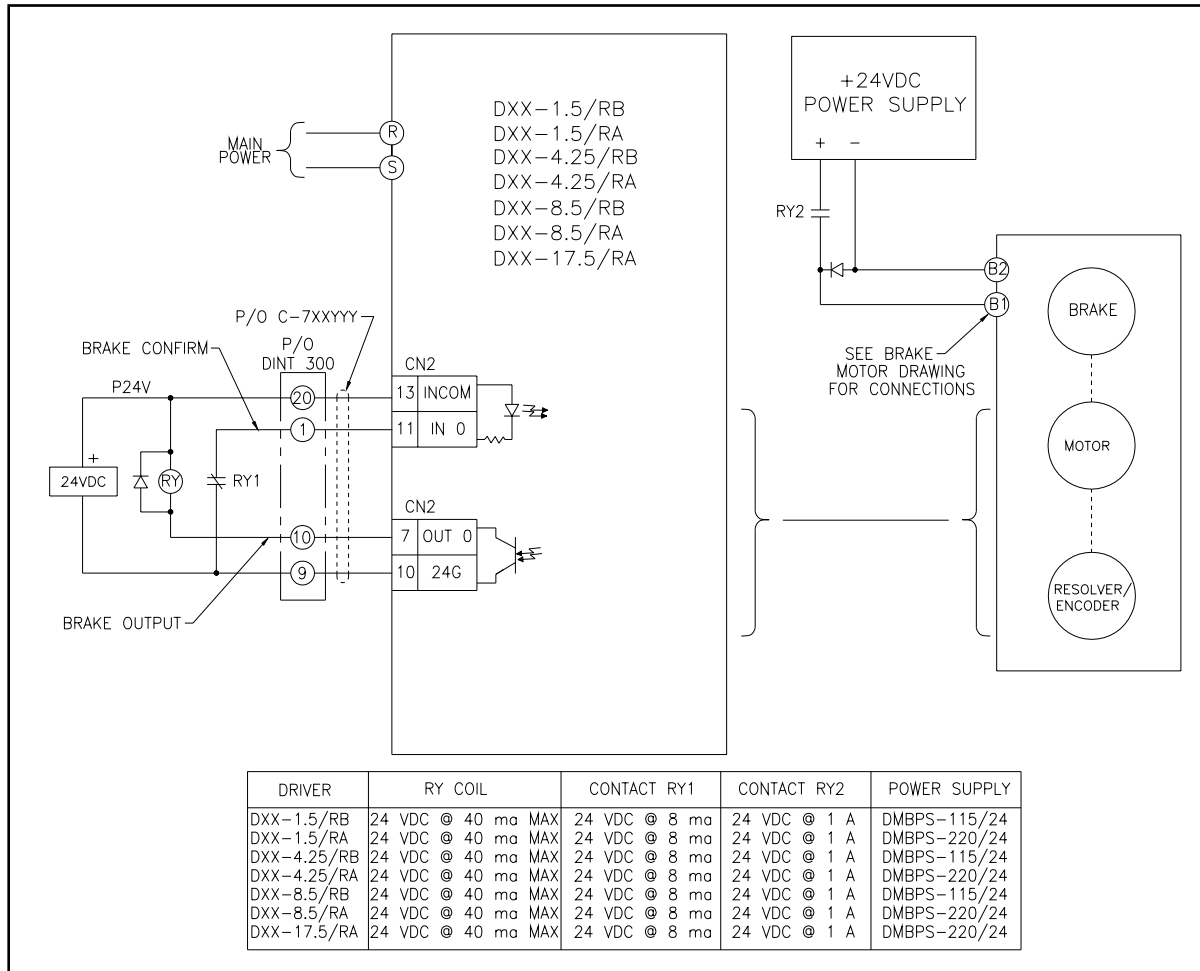 DXX-1.5/RB
DXX-1.5/RA
DXX-4.25/RB
DXX-4.25/RA
DXX-8.5/RB
DXX-8.5/RA
DXX-17.5/RA
MAIN
POWER
R
S
+24VDC
POWER SUPPLY
+ -
RY2
B2
B1
SEE BRAKE
MOTOR DRAWING
FOR CONNECTIONS
BRAKE
MOTOR
RESOLVER/
ENCODER
P/O C-7XXYYY
P/O
DINT 300
BRAKE CONFIRM
P24V
20
1
10
9
CN2
13 INCOM
11 IN 0
+
24VDC
RY
RY1
CN2
7 OUT 0
10 24G
BRAKE OUTPUT
DRIVER RY COIL CONTACT RY1 CONTACT RY2 POWER SUPPLY
DXX-1.5/RB 24 VDC @ 40 ma MAX 24 VDC @ 8 ma 24 VDC @ 1 A DMBPS-115/24
DXX-1.5/RA 24 VDC @ 40 ma MAX 24 VDC @ 8 ma 24 VDC @ 1 A DMBPS-220/24
DXX-4.25/RB 24 VDC @ 40 ma MAX 24 VDC @ 8 ma 24 VDC @ 1 A DMBPS-115/24
DXX-4.25/RA 24 VDC @ 40 ma MAX 24 VDC @ 8 ma 24 VDC @ 1 A DMBPS-220/24
DXX-8.5/RB 24 VDC @ 40 ma MAX 24 VDC @ 8 ma 24 VDC @ 1 A DMBPS-115/24
DXX-8.5/RA 24 VDC @ 40 ma MAX 24 VDC @ 8 ma 24 VDC @ 1 A DMBPS-220/24
DXX-17.5/RA 24 VDC @ 40 ma MAX 24 VDC @ 8 ma 24 VDC @ 1 A DMBPS-220/24